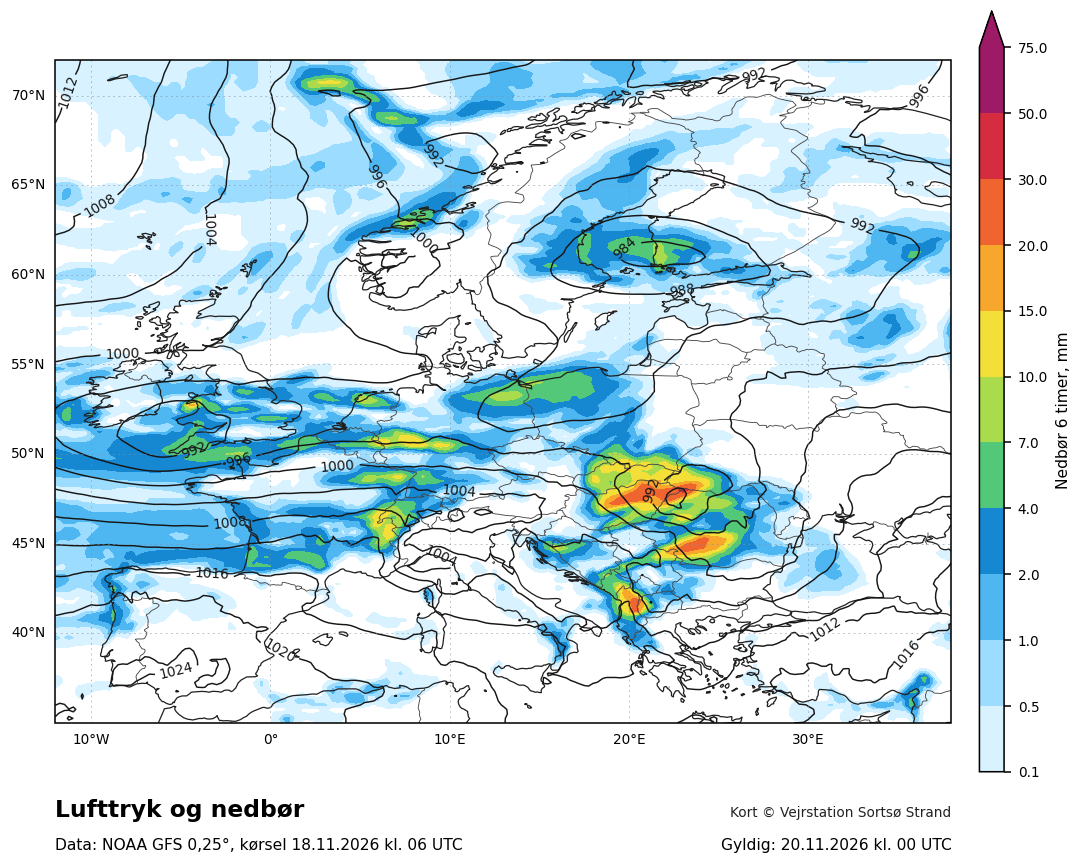 75.0
50.0
30.0
20.0
15.0
10.0
7.0
4.0
2.0
1.0
0.5
0.1
Nedbør 6 timer, mm
70°N
65°N
60°N
55°N
50°N
45°N
40°N
10°W
0°
10°E
20°E
30°E
1012
992
996
992
996
1008
1004
1000
992
984
988
1000
992
996
1000
1004
992
1008
1004
1016
1012
1020
1024
1016
Lufttryk og nedbør
Kort © Vejrstation Sortsø Strand
Data: NOAA GFS 0,25°, kørsel 18.11.2026 kl. 06 UTC
Gyldig: 20.11.2026 kl. 00 UTC